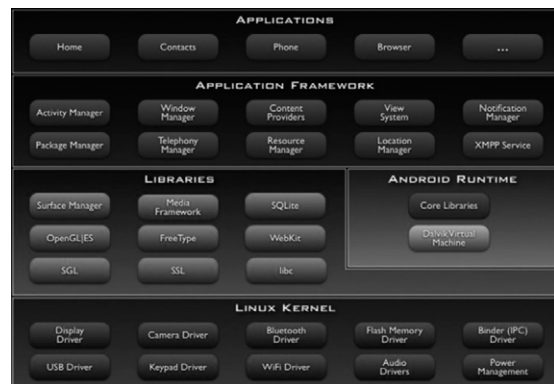 APPLICATIONS
Home
Contacts
Phone
Browser
...
APPLICATION FRAMEWORK
Activity Manager
Window
Manager
Content
Providers
View
System
Notification
Manager
Package Manager
Telephony
Manager
Resource
Manager
Location
Manager
XMPP Service
LIBRARIES
Surface Manager
Media
Framework
SQLite
OpenGL|ES
FreeType
WebKit
SGL
SSL
libc
ANDROID RUNTIME
Core Libraries
Dalvik Virtual
Machine
LINUX KERNEL
Display
Driver
Camera Driver
Bluetooth
Driver
Flash Memory
Driver
Binder (IPC)
Driver
USB Driver
Keypad Driver
WiFi Driver
Audio
Drivers
Power
Management